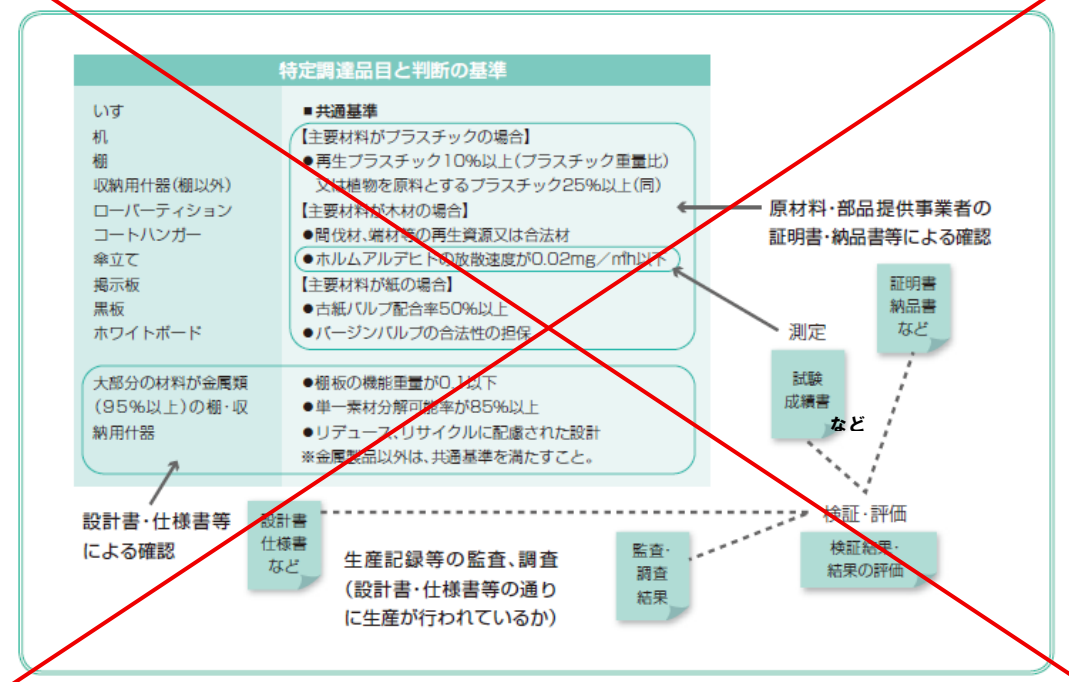 特定調達品目と判断の基準
いす
机
棚
収納用什器(棚以外)
ローパーティション
コートハンガー
傘立て
掲示板
黒板
ホワイトボード
大部分の材料が金属類
(95%以上)の棚・収
納用什器
■共通基準
【主要材料がプラスチックの場合】
●再生プラスチック10%以上(プラスチック重量比)
又は植物を原料とするプラスチック25%以上(同)
【主要材料が木材の場合】
●間伐材、端材等の再生資源又は合法材
●ホルムアルデヒトの放散速度が0.02mg/㎡h以下
【主要材料が紙の場合】
●古紙パルプ配合率50%以上
●バージンパルプの合法性の担保
●棚板の機能重量が0.1以下
●単一素材分解可能率が85%以上
●リデュース、リサイクルに配慮された設計
※金属製品以外は、共通基準を満たすこと。
原材料・部品提供事業者の
証明書・納品書等による確認
証明書
納品書
など
測定
試験
成績書
など
検証・評価
検証結果・
結果の評価
設計書・仕様書等
による確認
設計書
仕様書
など
生産記録等の監査、調査
(設計書・仕様書等の通り
に生産が行われているか)
監査・
調査
結果